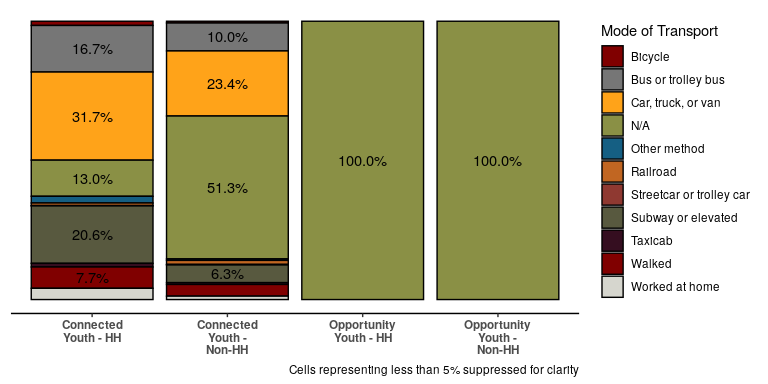 16.7%
31.7%
13.0%
20.6%
7.7%
10.0%
23.4%
51.3%
6.3%
100.0%
100.0%
Mode of Transport
Bicycle
Bus or trolley bus
Car, truck, or van
N/A
Other method
Railroad
Streetcar or trolley car
Subway or elevated
Taxicab
Walked
Worked at home
Connected
Youth - HH
Connected
Youth -
Non-HH
Opportunity
Youth - HH
Opportunity
Youth -
Non-HH
Cells representing less than 5% suppressed for clarity